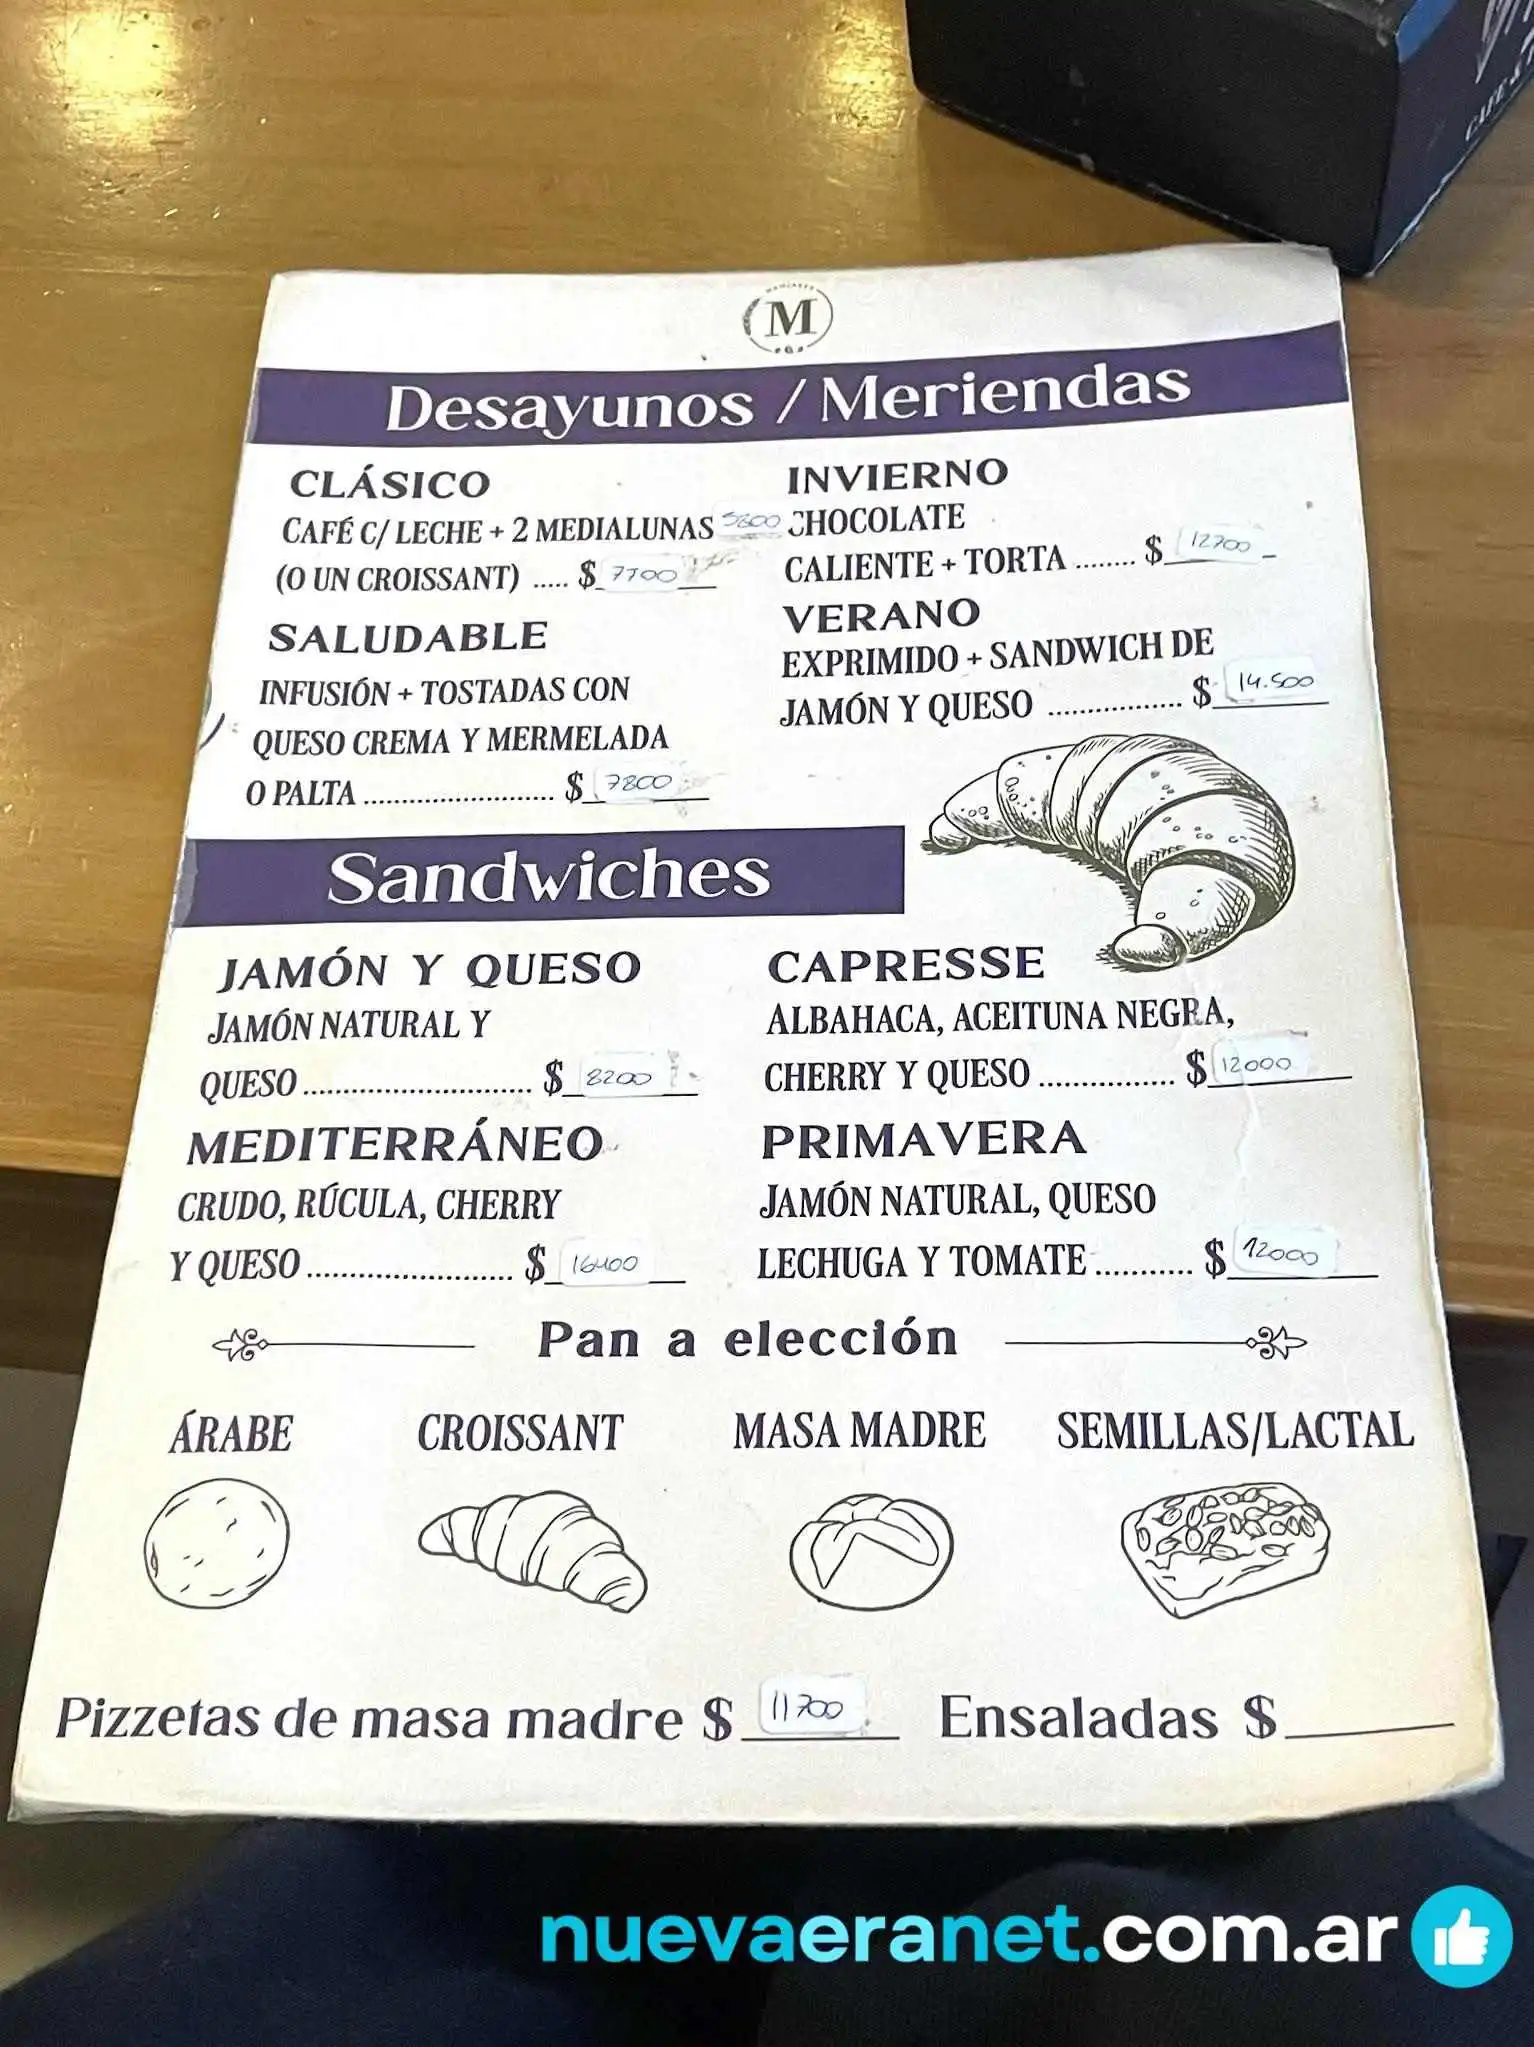 M
Desayunos / Meriendas
CLÁSICO
CAFÉ C/ LECHE + 2 MEDIALUNAS
(O UN CROISSANT) ..... $ 7700
SALUDABLE
INFUSIÓN + TOSTADAS CON
QUESO CREMA Y MERMELADA
O PALTA ........................ $ 7800
INVIERNO
CHOCOLATE
CALIENTE + TORTA ........ $ 12700
VERANO
EXPRIMIDO + SANDWICH DE
JAMÓN Y QUESO ................. $ 14.500
Sandwiches
JAMÓN Y QUESO
JAMÓN NATURAL Y
QUESO ............................. $ 8200
MEDITERRÁNEO
CRUDO, RÚCULA, CHERRY
Y QUESO .......................... $ 16400
CAPRESSE
ALBAHACA, ACEITUNA NEGRA,
CHERRY Y QUESO ................ $ 12000
PRIMAVERA
JAMÓN NATURAL, QUESO
LECHUGA Y TOMATE ........... $ 12000
Pan a elección
ÁRABE
CROISSANT
MASA MADRE
SEMILLAS/LACTAL
Pizzetas de masa madre $ 11700
Ensaladas $
nuevaeranet.com.ar